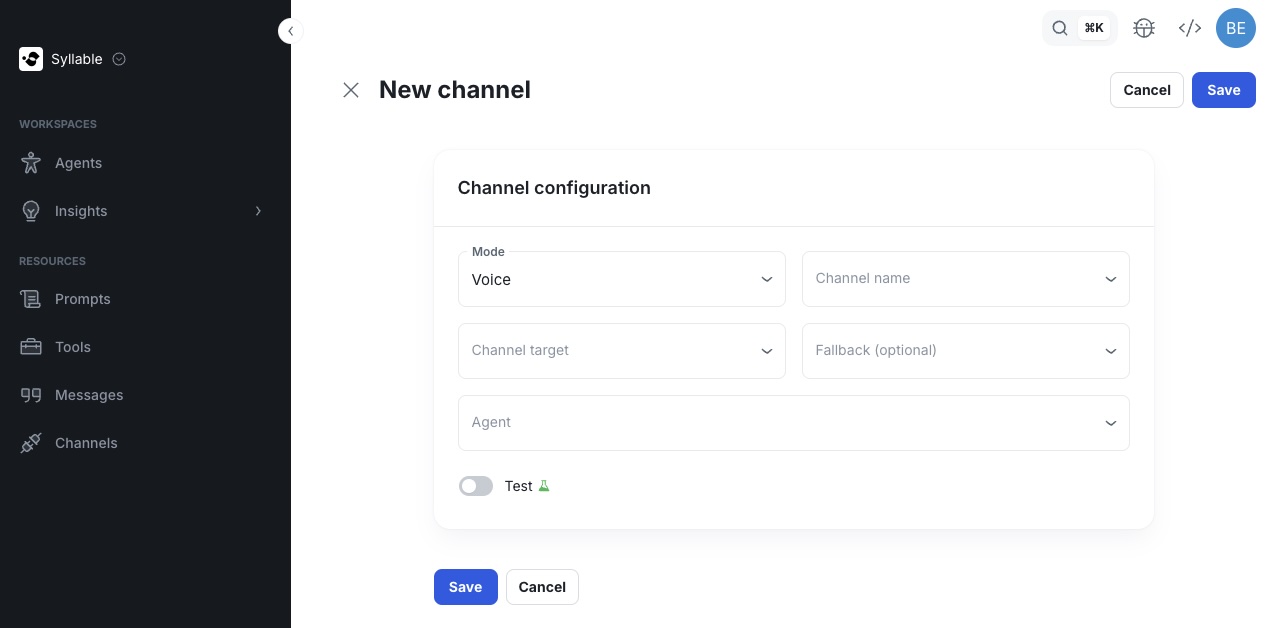 Syllable
⌘K
BE
New channel
Cancel
Save
WORKSPACES
Agents
Insights
RESOURCES
Prompts
Tools
Messages
Channels
Channel configuration
Mode
Voice
Channel name
Channel target
Fallback (optional)
Agent
Test
Save
Cancel